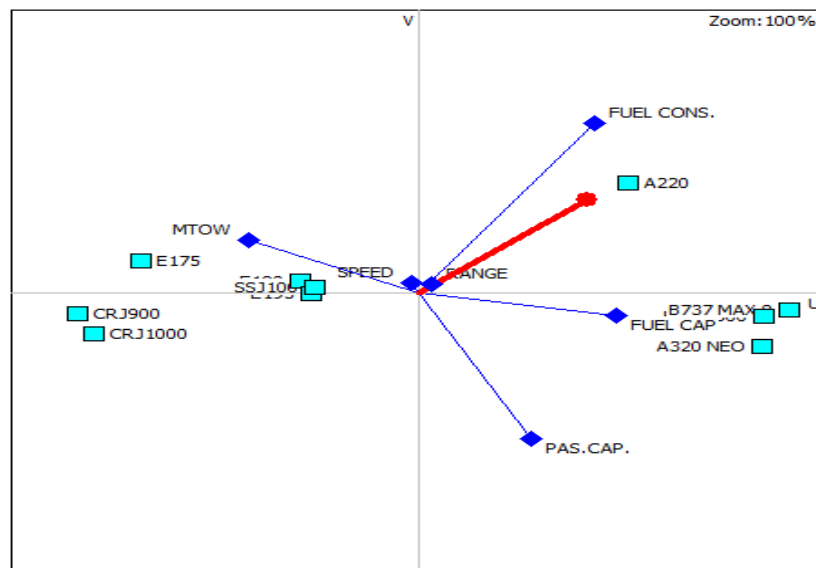 V
Zoom: 100%
FUEL CONS.
A220
MTOW
E175
SPEED
RANGE
SSJ100
CRJ900
CRJ1000
U
B737 MAX
FUEL CAP
A320 NEO
PAS.CAP.